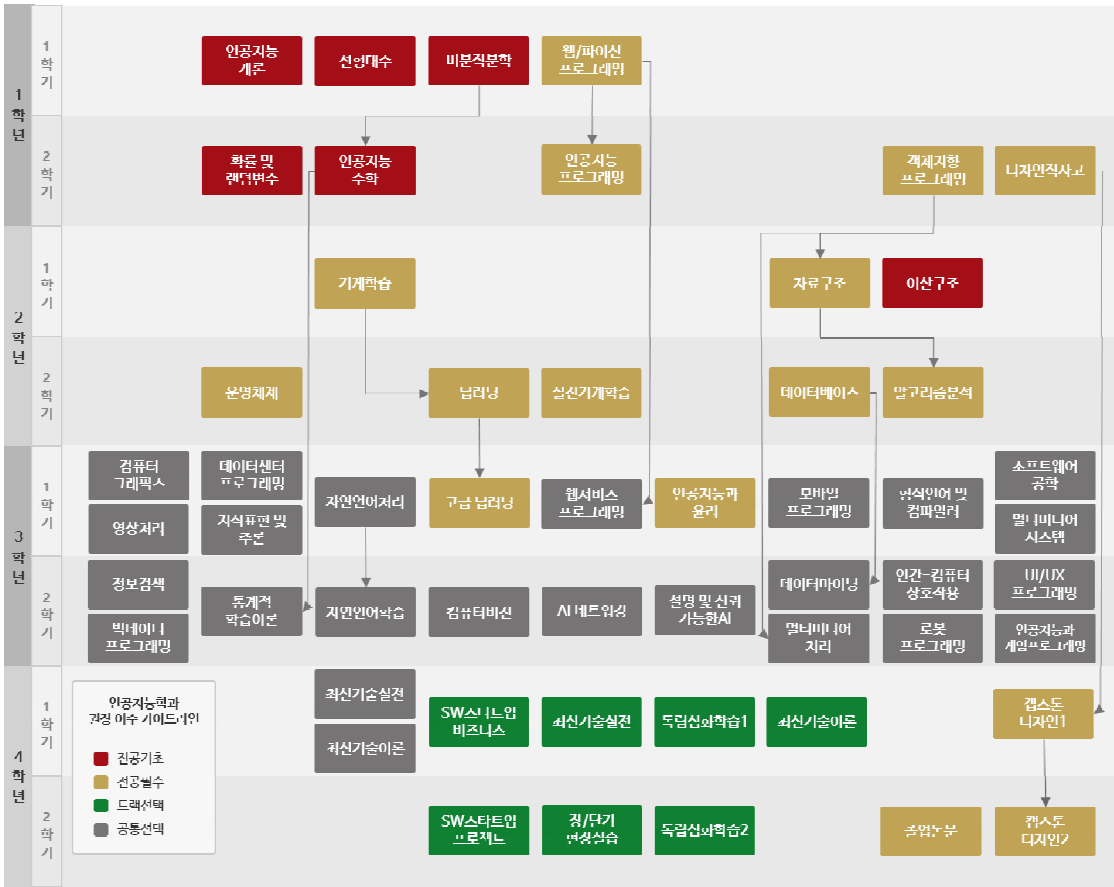 1학년
1학기
인공지능
개론
선형대수
미분적분학
웹/파이선
프로그래밍
2학기
확률 및
랜덤변수
인공지능
수학
인공지능
프로그래밍
객체지향
프로그래밍
디자인적사고
2학년
1학기
기계학습
자료구조
이산구조
2학기
운영체제
딥러닝
실전기계학습
데이터베이스
알고리즘분석
3학년
1학기
컴퓨터
그래픽스
데이터센터
프로그래밍
영상처리
지식표현 및
추론
자연언어처리
고급 딥러닝
웹서비스
프로그래밍
인공지능과
윤리
모바일
프로그래밍
형식언어 및
컴파일러
소프트웨어
공학
멀티미디어
시스템
2학기
정보검색
빅데이터
프로그래밍
통계적
학습이론
자연언어학습
컴퓨터비전
AI 네트워킹
설명 및 신뢰
가능한AI
데이터마이닝
멀티미디어
처리
인간-컴퓨터
상호작용
로봇
프로그래밍
UI/UX
프로그래밍
인공지능과
게임프로그래밍
4학년
1학기
최신기술실전
최신기술이론
SW스타트업
비즈니스
최신기술실전
독립심화학습1
최신기술이론
캡스톤
디자인1
2학기
SW스타트업
프로젝트
장/단기
현장실습
독립심화학습2
졸업논문
캡스톤
디자인2
인공지능학과
권장 이수 가이드라인
전공기초
전공필수
트랙선택
공통선택